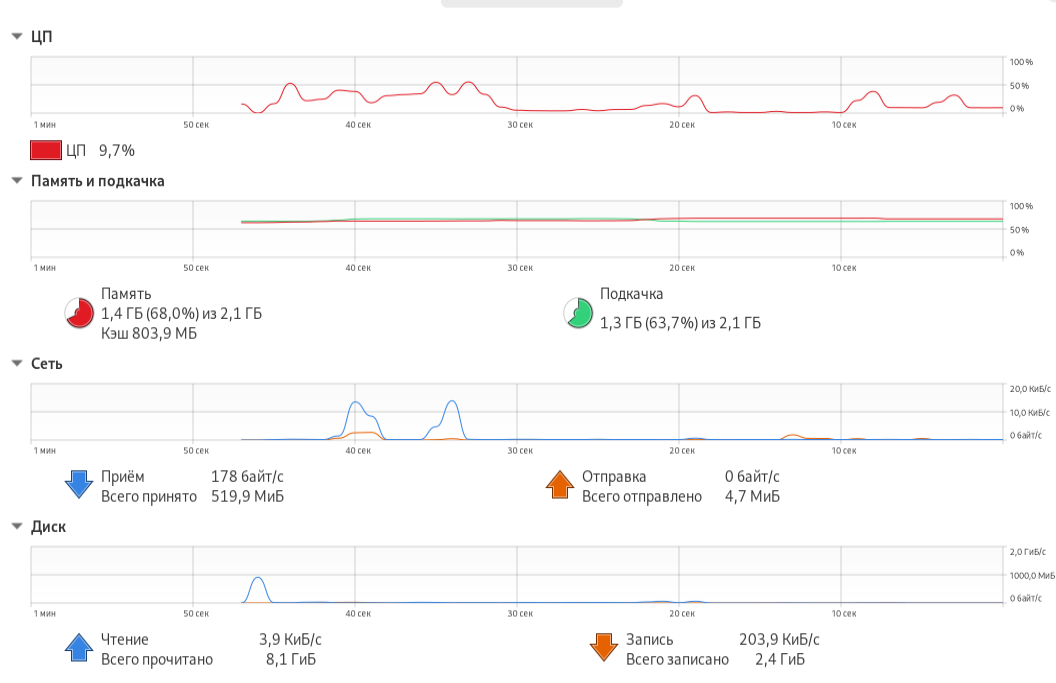 ЦП
100 %
50 %
0 %
1 мин 50 сек 40 сек 30 сек 20 сек 10 сек
ЦП 9,7%
Память и подкачка
100 %
50 %
0 %
1 мин 50 сек 40 сек 30 сек 20 сек 10 сек
Память
1,4 ГБ (68,0%) из 2,1 ГБ
Кэш 803,9 МБ
Подкачка
1,3 ГБ (63,7%) из 2,1 ГБ
Сеть
20,0 КиБ/с
10,0 КиБ/с
0 байт/с
1 мин 50 сек 40 сек 30 сек 20 сек 10 сек
Приём 178 байт/с
Всего принято 519,9 МиБ
Отправка 0 байт/с
Всего отправлено 4,7 МиБ
Диск
2,0 ГиБ/с
1000,0 МиБ
0 байт/с
1 мин 50 сек 40 сек 30 сек 20 сек 10 сек
Чтение 3,9 КиБ/с
Всего прочитано 8,1 ГиБ
Запись 203,9 КиБ/с
Всего записано 2,4 ГиБ